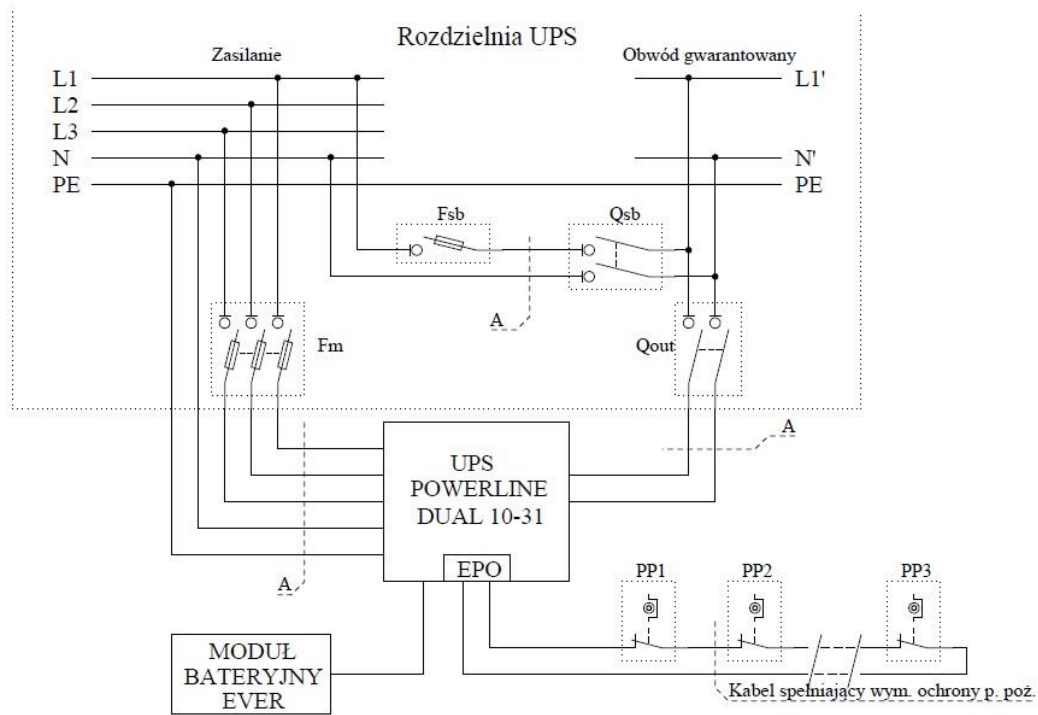 Rozdzielnia UPS
Zasilanie
Obwód gwarantowany
L1
L1'
L2
L3
N
N'
PE
PE
Fsb
Qsb
A
Fm
Qout
A
UPS
POWERLINE
DUAL 10-31
EPO
A
PP1
PP2
PP3
MODUŁ
BATERYJNY
EVER
Kabel spełniający wym. ochrony p. poż.